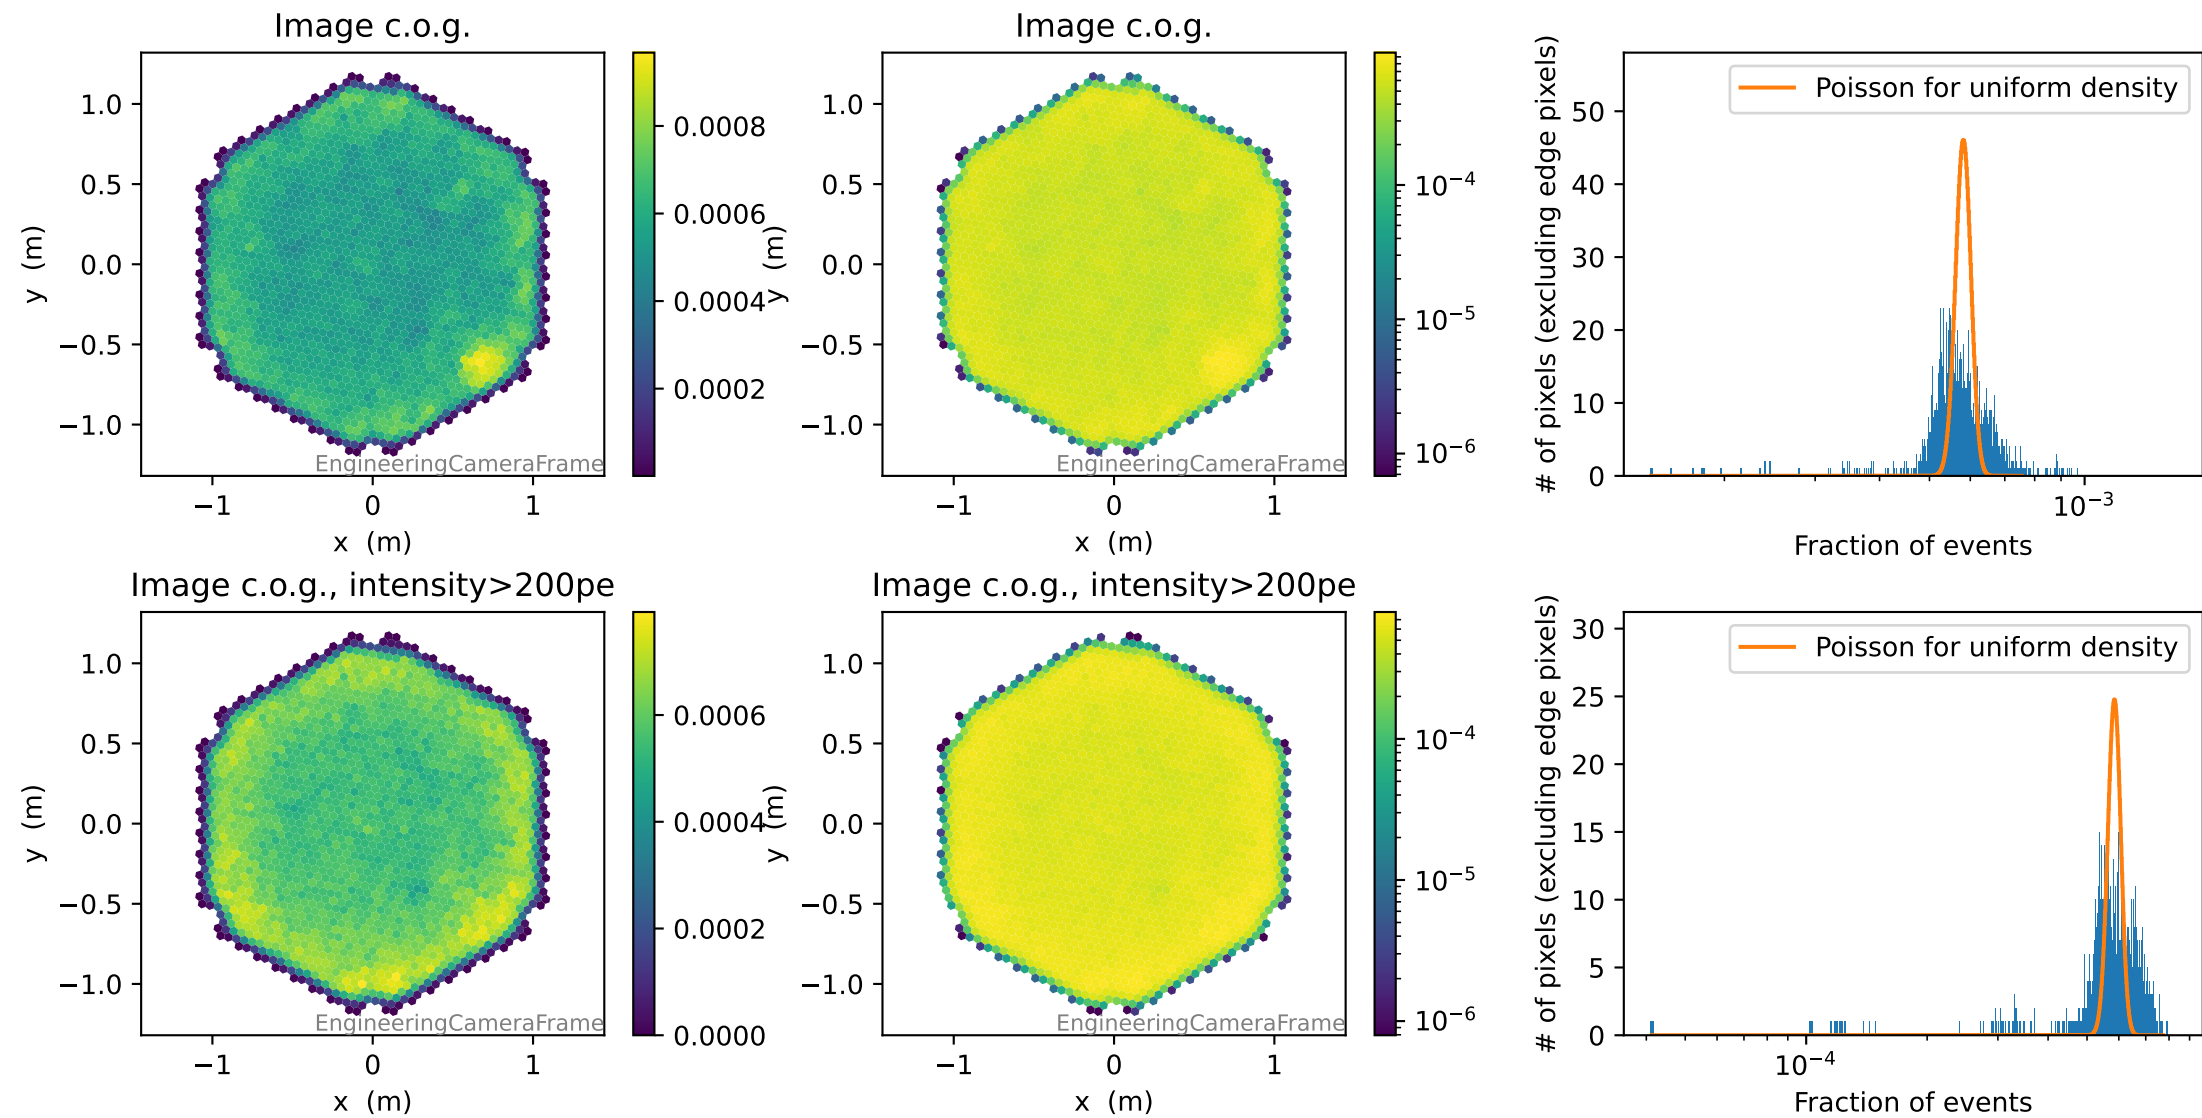 Image c.o.g.
1.0
0.5
0.0
−0.5
−1.0
y (m)
−1 0 1
x (m)
EngineeringCameraFrame
0.0008
0.0006
0.0004
0.0002
Image c.o.g.
1.0
0.5
0.0
−0.5
−1.0
y (m)
−1 0 1
x (m)
EngineeringCameraFrame
10⁻⁴
10⁻⁵
10⁻⁶
# of pixels (excluding edge pixels)
50
40
30
20
10
0
Poisson for uniform density
10⁻³
Fraction of events
Image c.o.g., intensity>200pe
1.0
0.5
0.0
−0.5
−1.0
y (m)
−1 0 1
x (m)
EngineeringCameraFrame
0.0006
0.0004
0.0002
0.0000
Image c.o.g., intensity>200pe
1.0
0.5
0.0
−0.5
−1.0
y (m)
−1 0 1
x (m)
EngineeringCameraFrame
10⁻⁴
10⁻⁵
10⁻⁶
# of pixels (excluding edge pixels)
30
25
20
15
10
5
0
Poisson for uniform density
10⁻⁴
Fraction of events